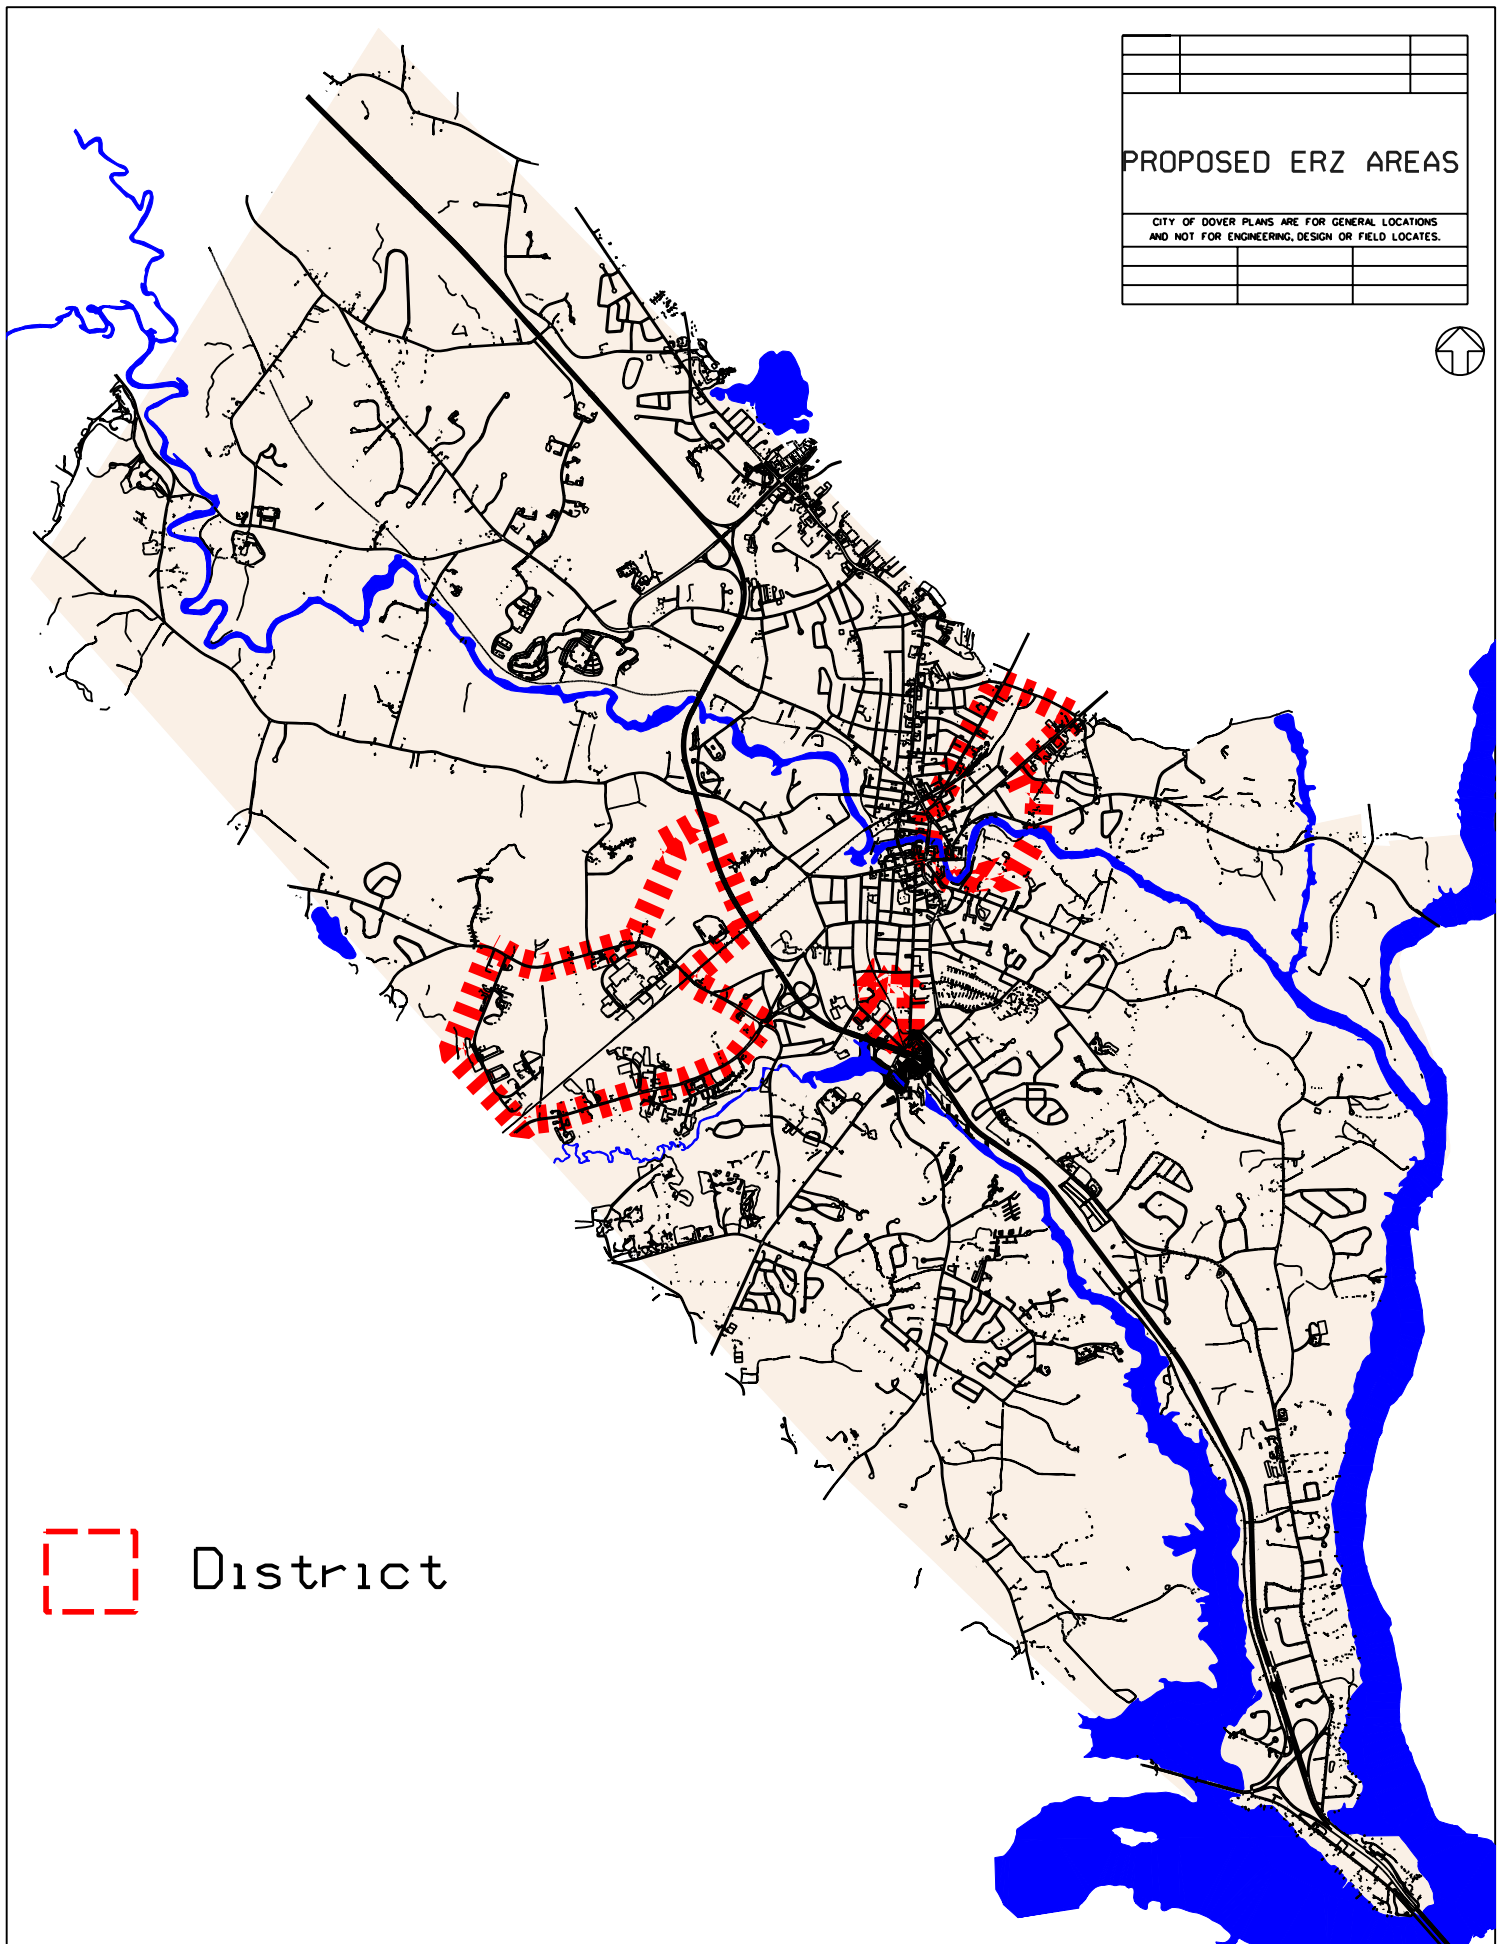 PROPOSED ERZ AREAS
CITY OF DOVER PLANS ARE FOR GENERAL LOCATIONS
AND NOT FOR ENGINEERING, DESIGN OR FIELD LOCATES.
District